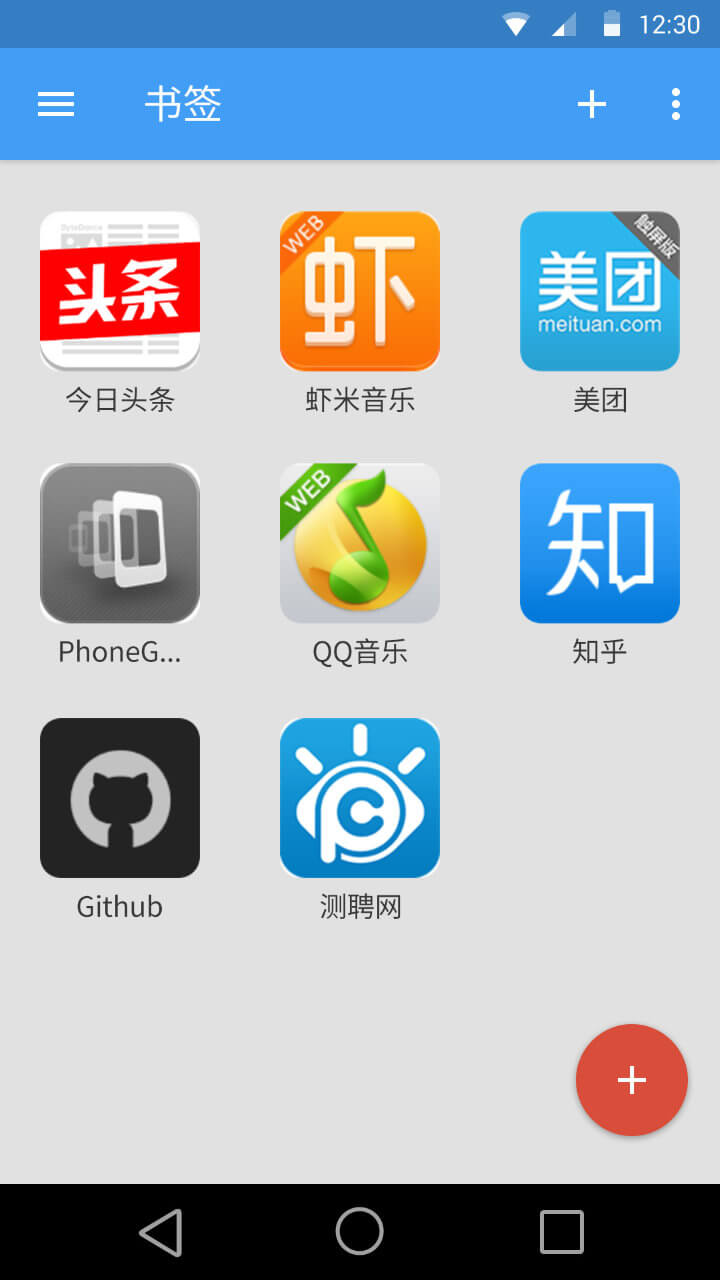 12:30
书签
ByteDance
头条
今日头条
WEB
虾
虾米音乐
触屏版
美团
meituan.com
美团
PhoneG...
WEB
QQ音乐
知
知乎
Github
测聘网